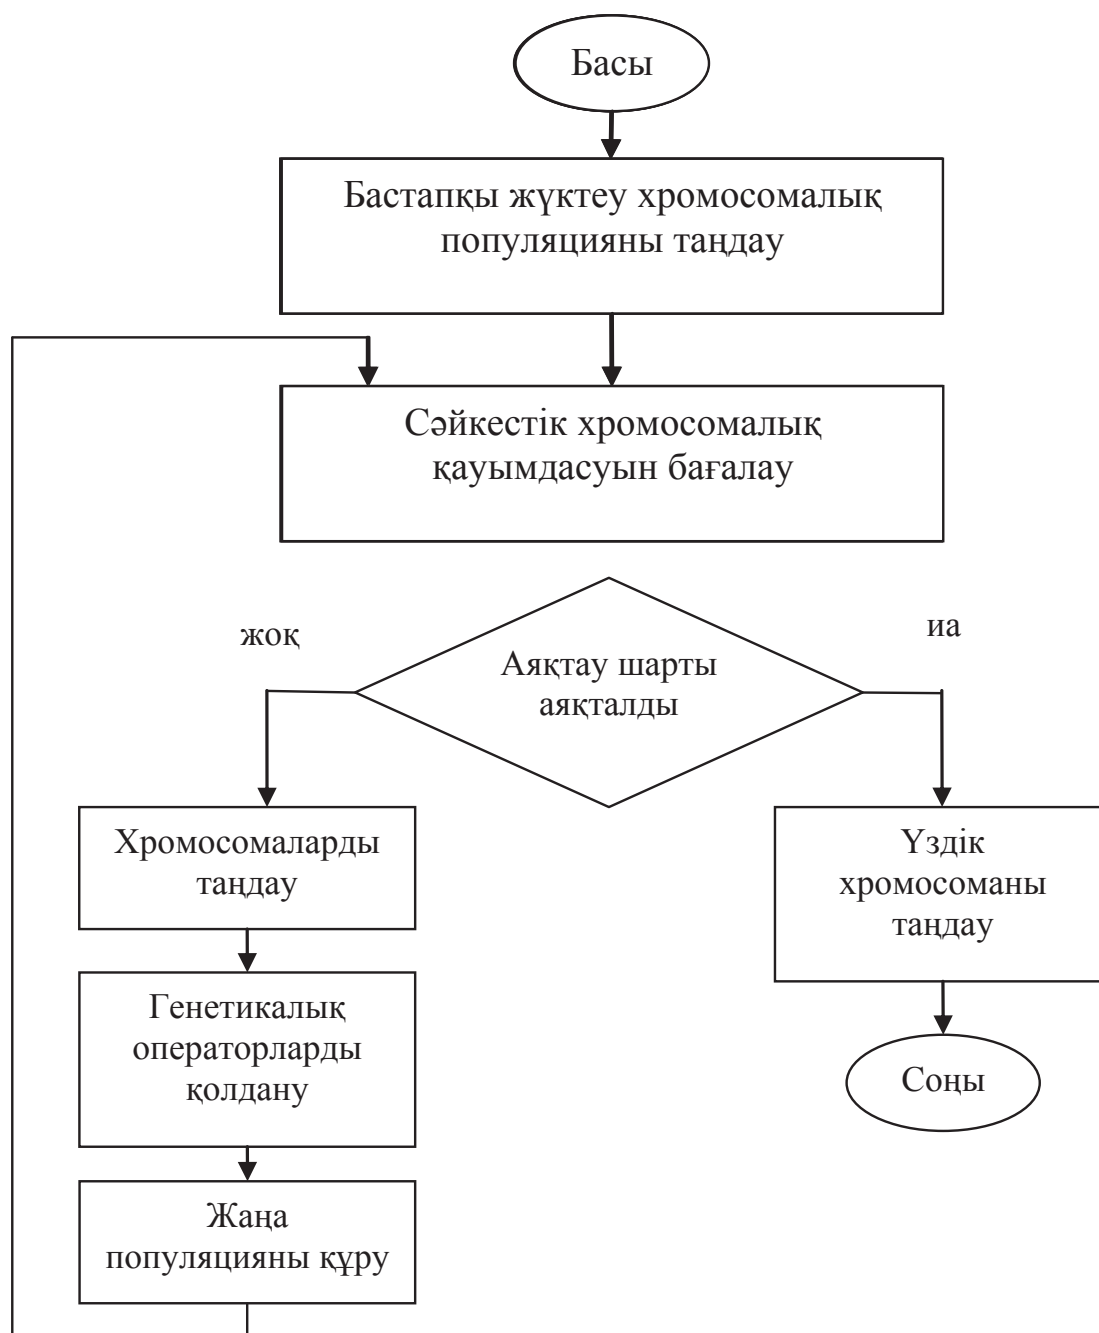 Басы
Бастапқы жүктеу хромосомалық
популяцияны таңдау
Сәйкестік хромосомалық
қауымдасуын бағалау
жоқ
иа
Аяқтау шарты
аяқталды
Хромосомаларды
таңдау
Үздік
хромосоманы
таңдау
Генетикалық
операторларды
қолдану
Соңы
Жаңа
популяцияны құру